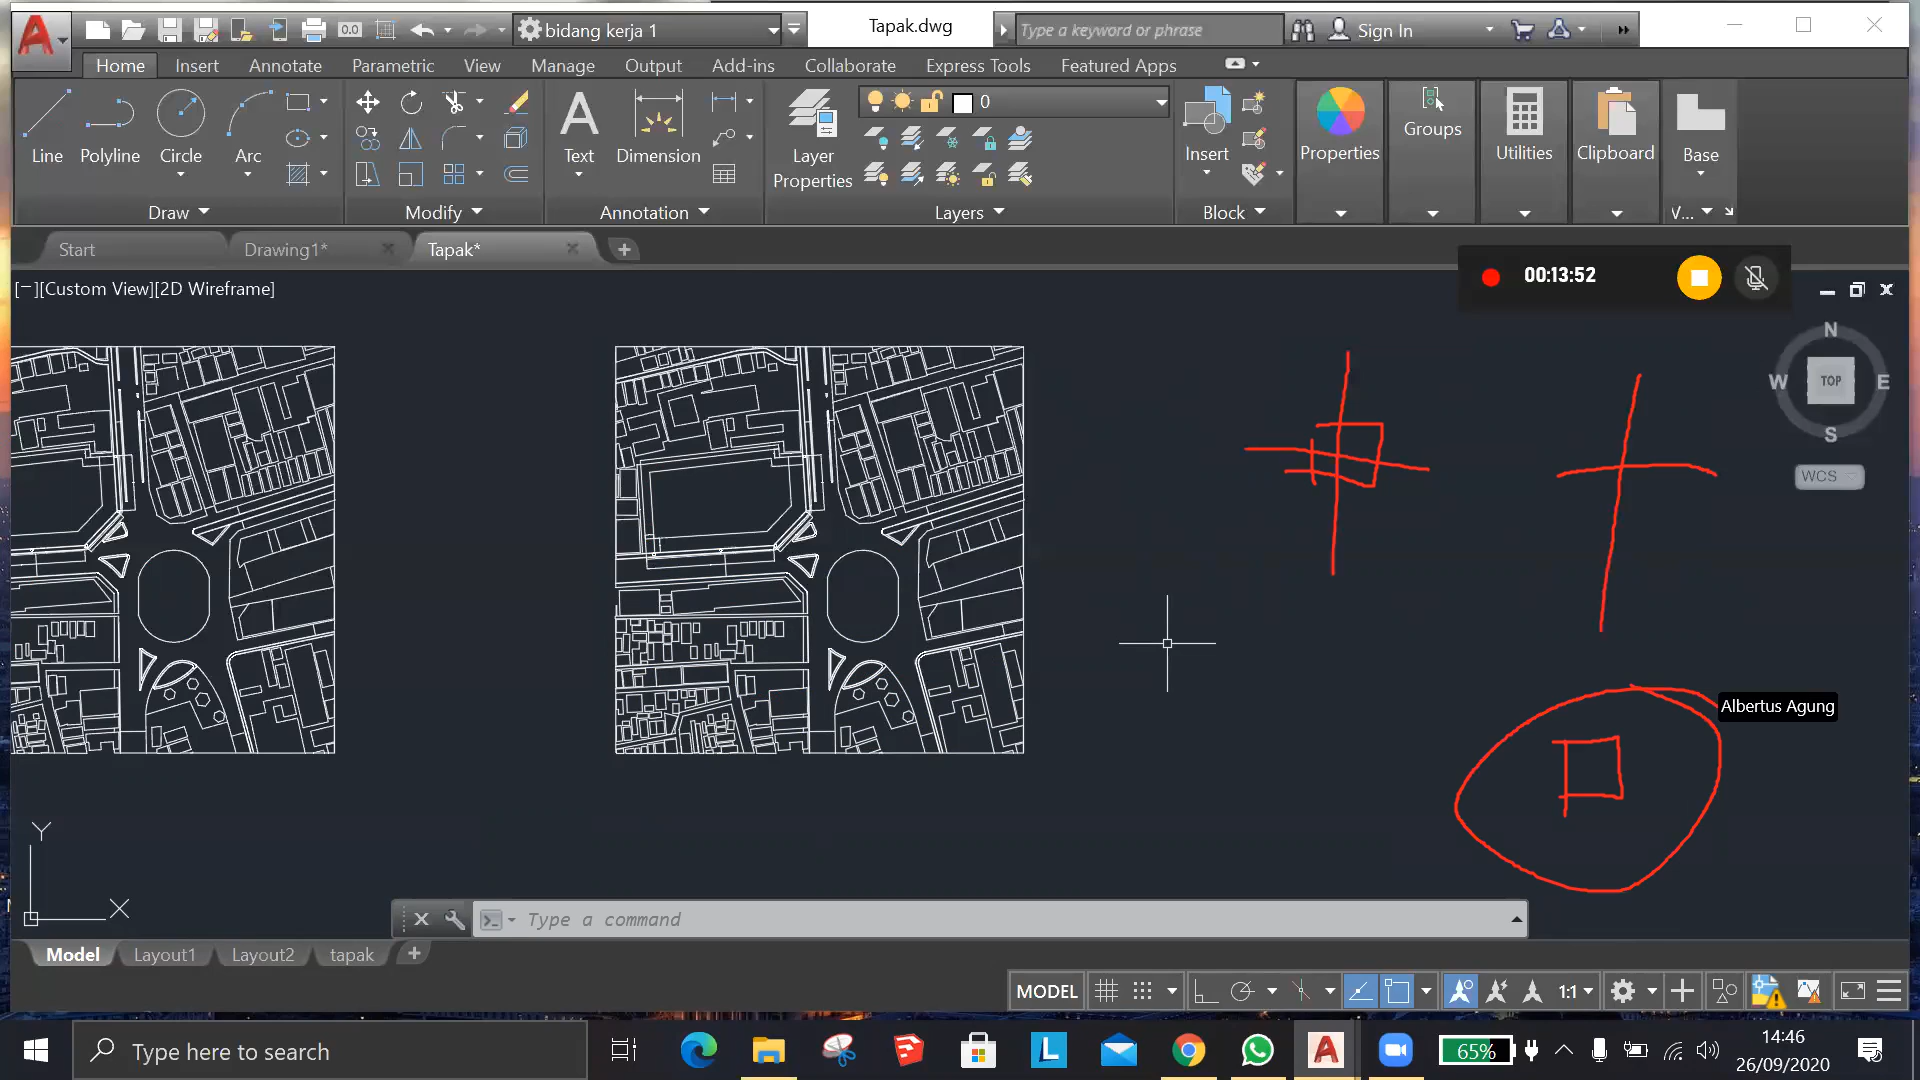 0.0
bidang kerja 1
Tapak.dwg
Type a keyword or phrase
Sign In
Home Insert Annotate Parametric View Manage Output Add-ins Collaborate Express Tools Featured Apps
Line Polyline Circle Arc
Draw
Modify
Text Dimension
Annotation
Layer Properties
0
Layers
Insert
Block
Properties
Groups
Utilities
Clipboard
Base
V...
Start Drawing1* Tapak*
[−][Custom View][2D Wireframe]
00:13:52
N
W TOP E
S
WCS
Albertus Agung
Y
X
Type a command
Model Layout1 Layout2 tapak
MODEL 1:1
Type here to search
L
65%
14:46
26/09/2020